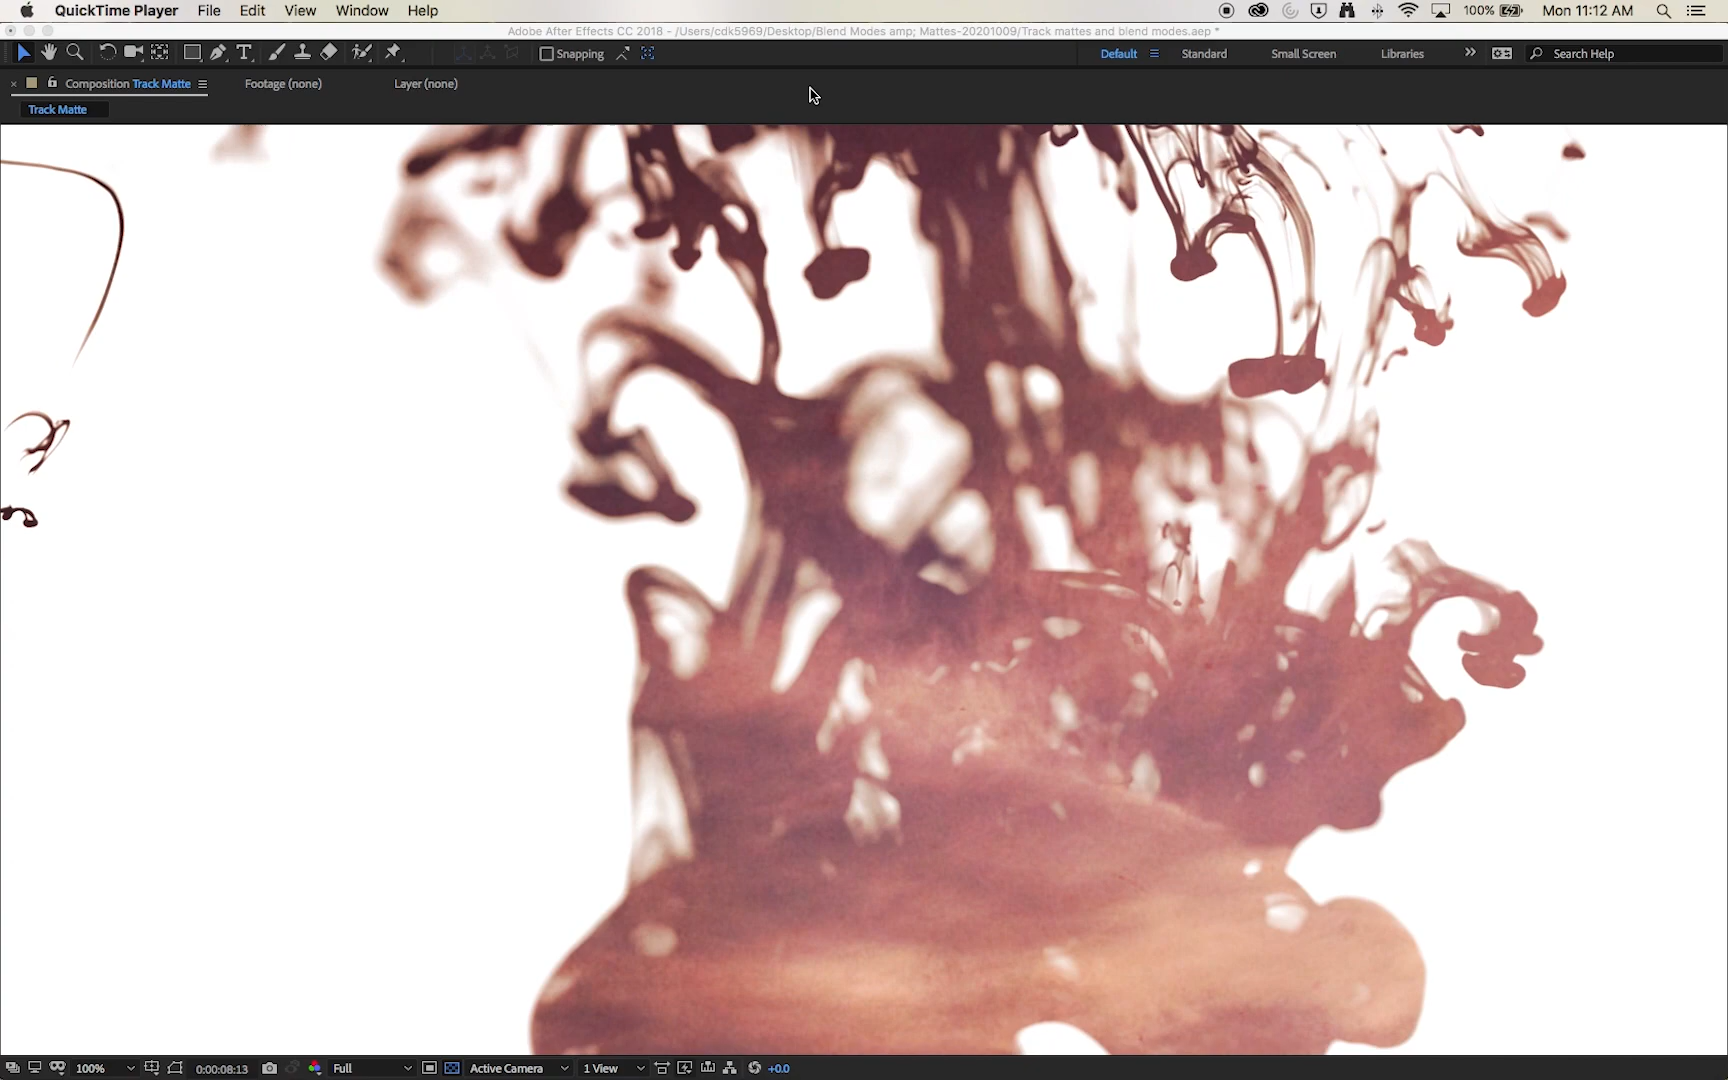 QuickTime Player File Edit View Window Help 100% Mon 11:12 AM
Adobe After Effects CC 2018 - /Users/cdk5969/Desktop/Blend Modes amp; Mattes-20201009/Track mattes and blend modes.aep *
Snapping Default Standard Small Screen Libraries Search Help
Composition Track Matte Footage (none) Layer (none)
Track Matte
100% 0:00:08:13 Full Active Camera 1 View +0.0